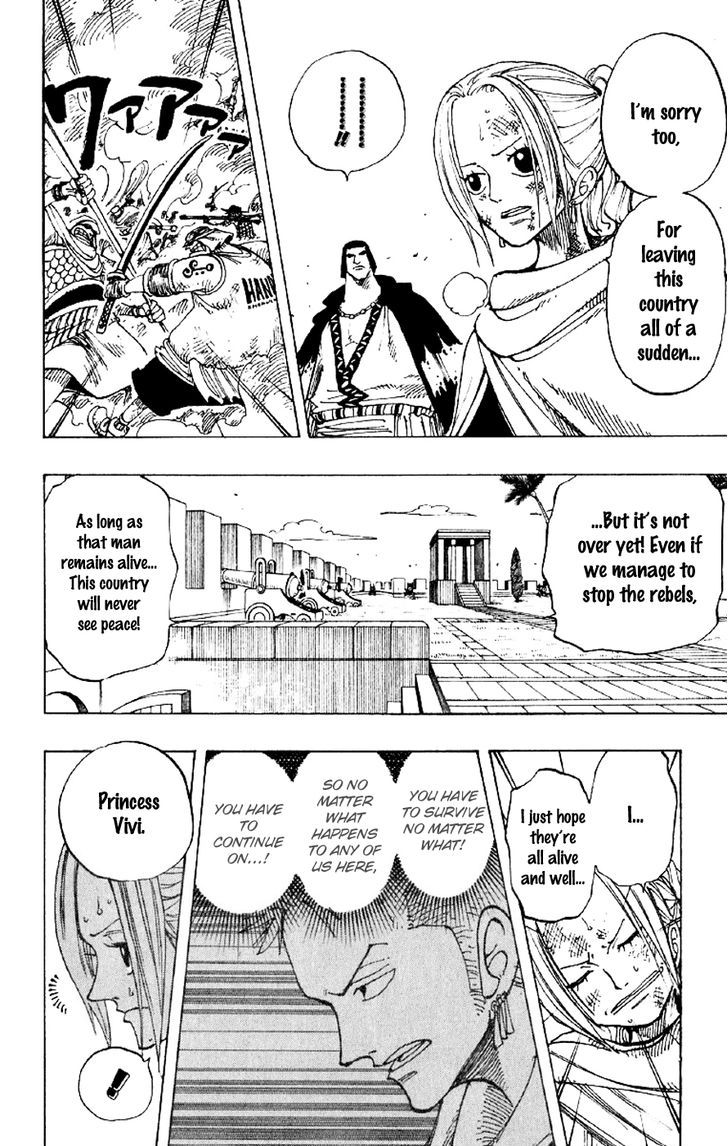 I'm sorry
too,
For
leaving
this
country
all of a
sudden...
!!
ワァアアァ
HANN
...But it's not
over yet! Even if
we manage to
stop the rebels,
As long as
that man
remains alive...
This country
will never
see peace!
I...
I just hope
they're
all alive
and well...
YOU HAVE
TO SURVIVE
NO MATTER
WHAT!
SO NO
MATTER
WHAT
HAPPENS
TO ANY OF
US HERE,
YOU HAVE
TO
CONTINUE
ON...!
Princess
Vivi.
!